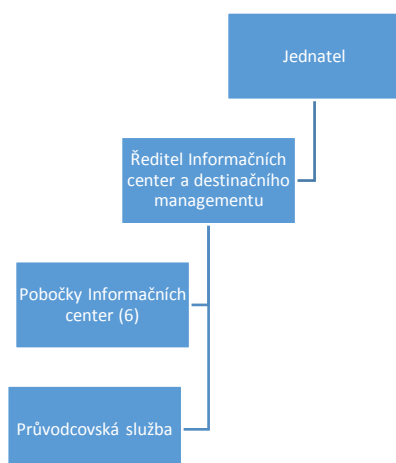 Jednatel
Ředitel Informačních
center a destinačního
managementu
Pobočky Informačních
center (6)
Průvodcovská služba